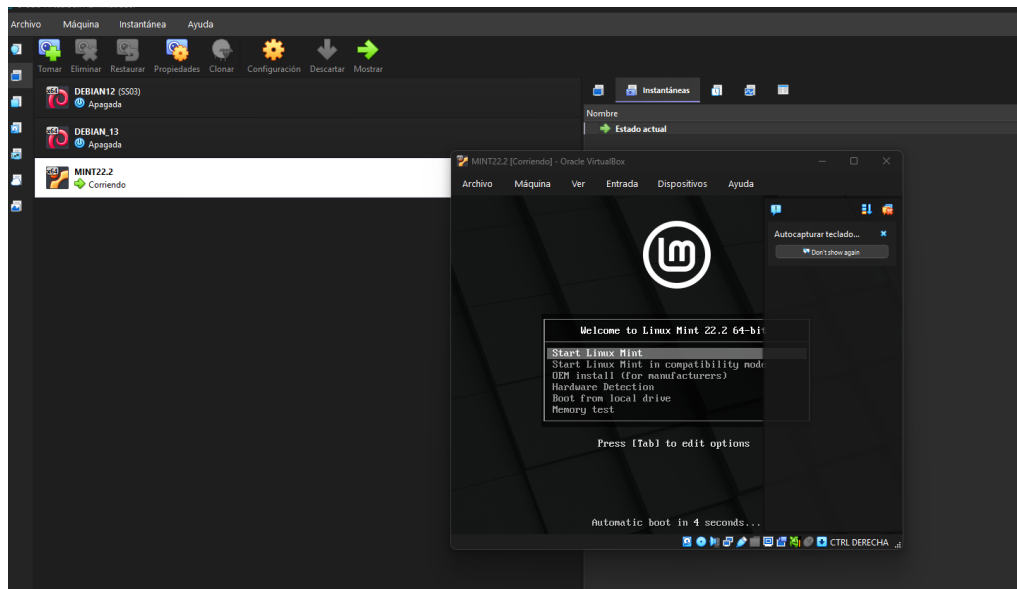 Archivo Máquina Instantánea Ayuda
Tomar Eliminar Restaurar Propiedades Clonar Configuración Descartar Mostrar
DEBIAN12 (SS03)
Apagada
DEBIAN_13
Apagada
MINT22.2
Corriendo
Instantáneas
Nombre
Estado actual
MINT22.2 [Corriendo] - Oracle VirtualBox
Archivo Máquina Ver Entrada Dispositivos Ayuda
Autocapturar teclado...
Don't show again
lm
Welcome to Linux Mint 22.2 64-bit
Start Linux Mint
Start Linux Mint in compatibility mode
OEM install (for manufacturers)
Hardware Detection
Boot from local drive
Memory test
Press [Tab] to edit options
Automatic boot in 4 seconds...
CTRL DERECHA